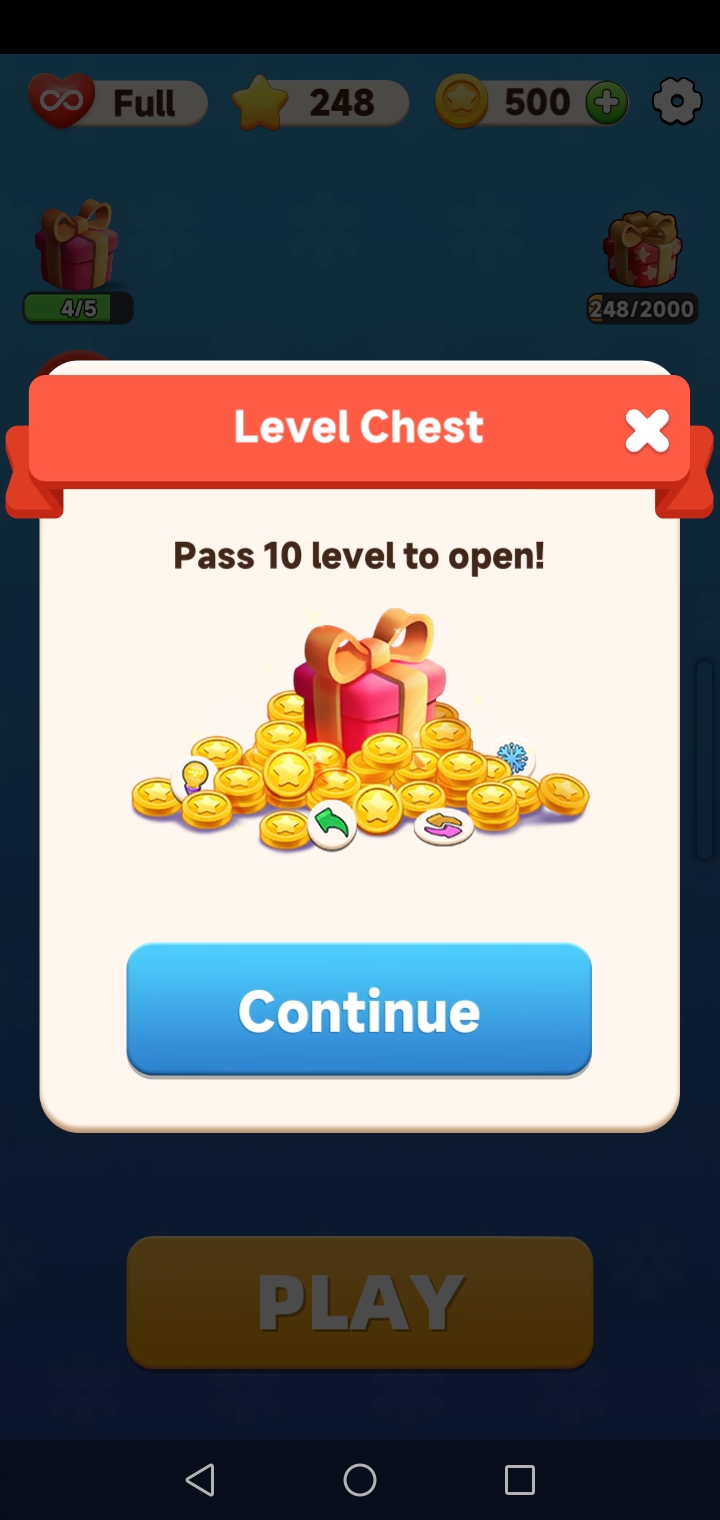 Full
248
500
4/5
248/2000
Level Chest
Pass 10 level to open!
Continue
PLAY